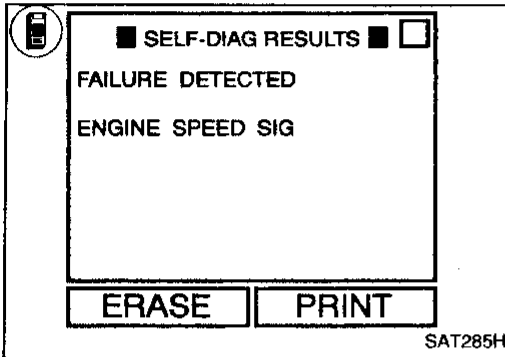 ■ SELF-DIAG RESULTS ■ □
FAILURE DETECTED
ENGINE SPEED SIG
ERASE PRINT
SAT285H